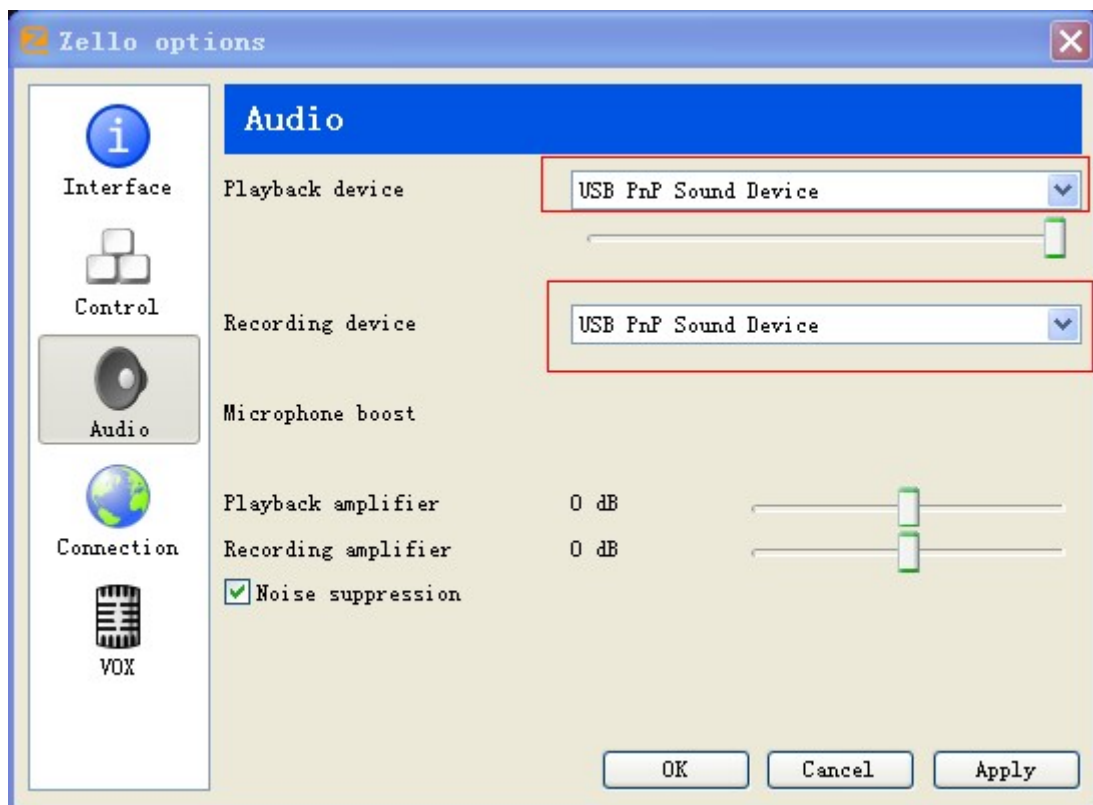 Zello options
Interface
Control
Audio
Connection
VOX
Audio
Playback device
USB PnP Sound Device
Recording device
USB PnP Sound Device
Microphone boost
Playback amplifier 0 dB
Recording amplifier 0 dB
Noise suppression
OK Cancel Apply